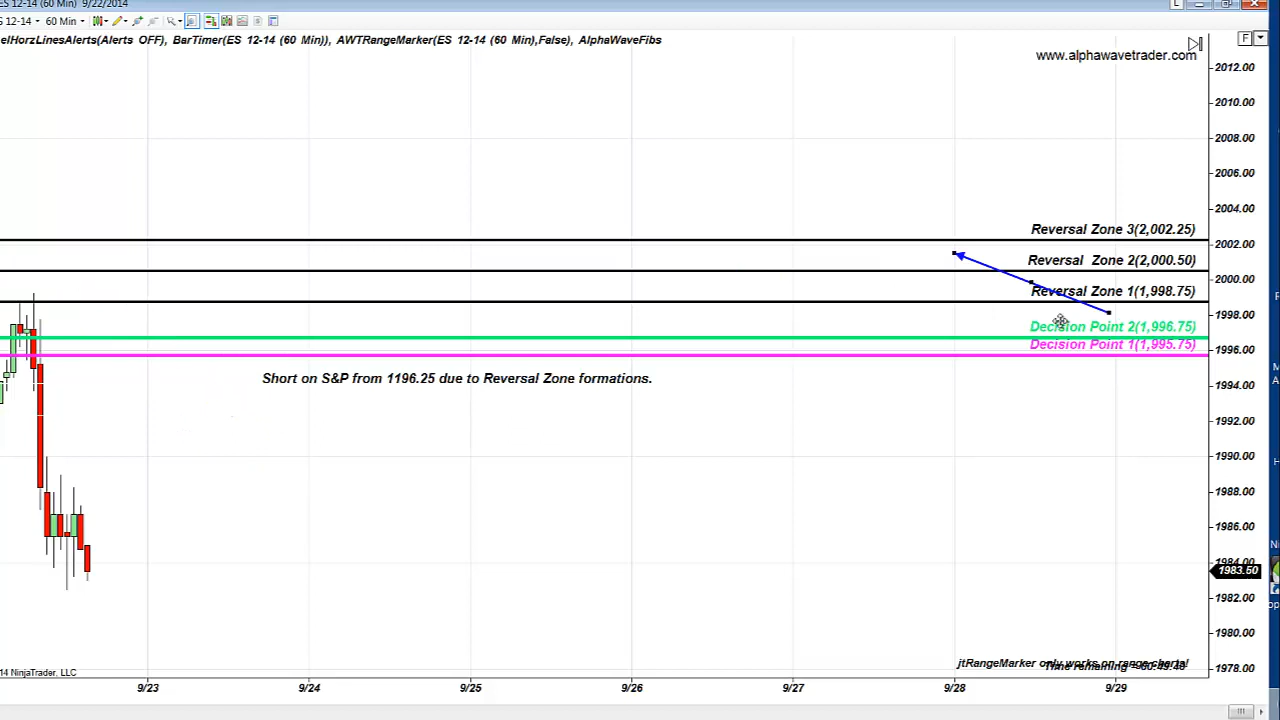 ES 12-14 (60 Min) 9/22/2014
S 12-14 60 Min
elHorzLinesAlerts(Alerts OFF), BarTimer(ES 12-14 (60 Min)), AWTRangeMarker(ES 12-14 (60 Min),False), AlphaWaveFibs
F
www.alphawavetrader.com
2012.00
2010.00
2008.00
2006.00
2004.00
Reversal Zone 3(2,002.25)
2002.00
Reversal Zone 2(2,000.50)
2000.00
Reversal Zone 1(1,998.75)
1998.00
Decision Point 2(1,996.75)
Decision Point 1(1,995.75)
1996.00
Short on S&P from 1196.25 due to Reversal Zone formations.
1994.00
1992.00
1990.00
1988.00
1986.00
1984.00
1983.50
1982.00
1980.00
jtRangeMarker only works on range charts!
1978.00
14 NinjaTrader, LLC
9/23 9/24 9/25 9/26 9/27 9/28 9/29